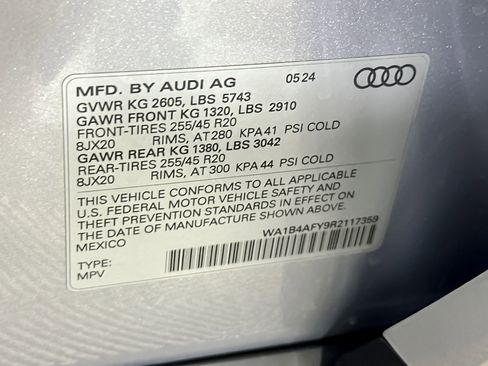 MFD. BY AUDI AG 05 24
GVWR KG 2605, LBS 5743
GAWR FRONT KG 1320, LBS 2910
FRONT-TIRES 255/45 R20
8JX20 RIMS, AT 280 KPA 41 PSI COLD
GAWR REAR KG 1380, LBS 3042
REAR-TIRES 255/45 R20
8JX20 RIMS, AT 300 KPA 44 PSI COLD
THIS VEHICLE CONFORMS TO ALL APPLICABLE
U.S. FEDERAL MOTOR VEHICLE SAFETY AND
THEFT PREVENTION STANDARDS IN EFFECT ON
THE DATE OF MANUFACTURE SHOWN ABOVE.
MEXICO
WA1B4AFY9R2117359
TYPE:
MPV